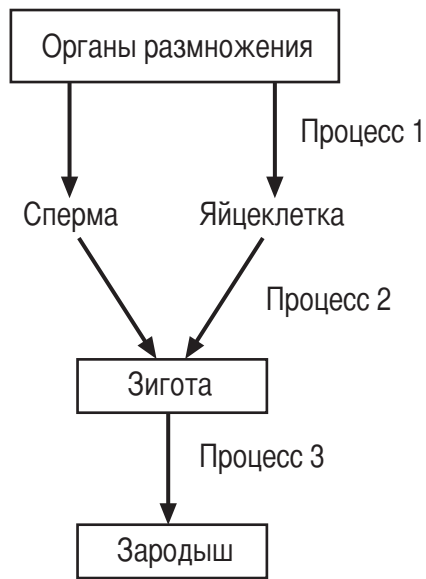 Органы размножения
Процесс 1
Сперма
Яйцеклетка
Процесс 2
Зигота
Процесс 3
Зародыш